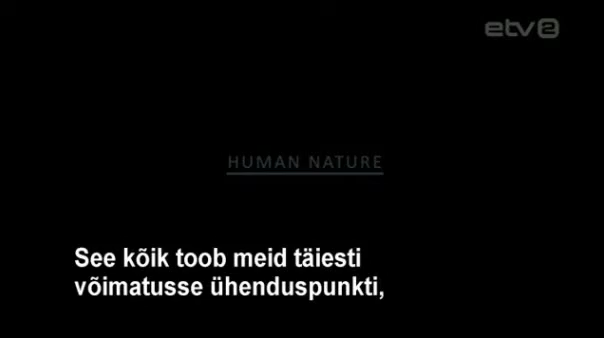 etv2
HUMAN NATURE
See kõik toob meid täiesti
võimatusse ühenduspunkti,